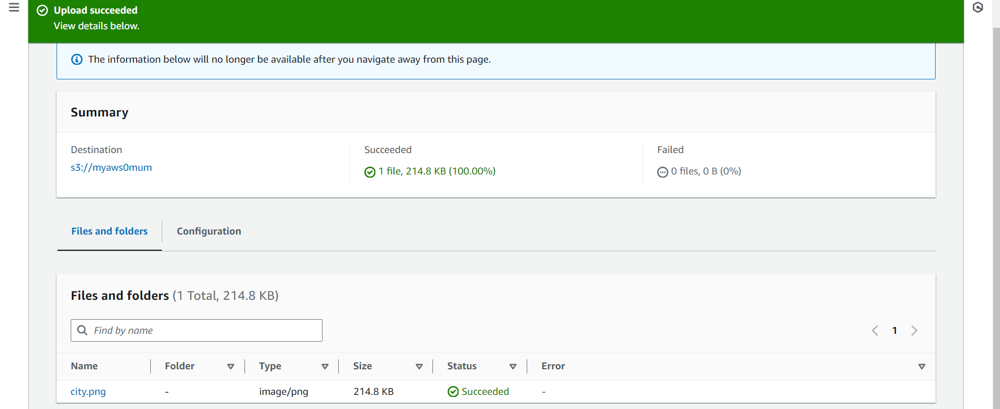 Upload succeeded
View details below.
The information below will no longer be available after you navigate away from this page.
Summary
Destination
s3://myaws0mum
Succeeded
1 file, 214.8 KB (100.00%)
Failed
0 files, 0 B (0%)
Files and folders
Configuration
Files and folders (1 Total, 214.8 KB)
Find by name
1
Name Folder Type Size Status Error
city.png - image/png 214.8 KB Succeeded -